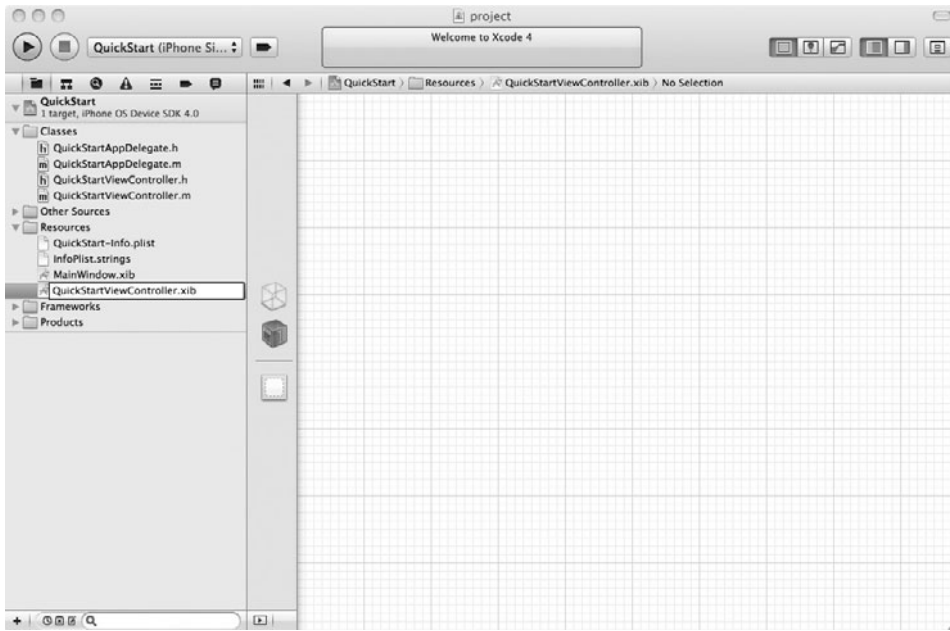 project
QuickStart (iPhone Si...
Welcome to Xcode 4
QuickStart
Resources
QuickStartViewController.xib
No Selection
QuickStart
1 target, iPhone OS Device SDK 4.0
Classes
h QuickStartAppDelegate.h
m QuickStartAppDelegate.m
h QuickStartViewController.h
m QuickStartViewController.m
Other Sources
Resources
QuickStart-Info.plist
InfoPlist.strings
MainWindow.xib
QuickStartViewController.xib
Frameworks
Products